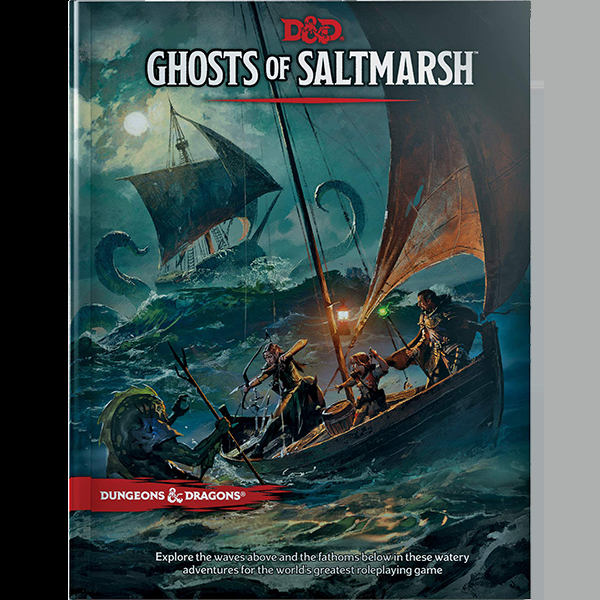 D&D
GHOSTS OF SALTMARSH™
DUNGEONS & DRAGONS®
Explore the waves above and the fathoms below in these watery
adventures for the world's greatest roleplaying game